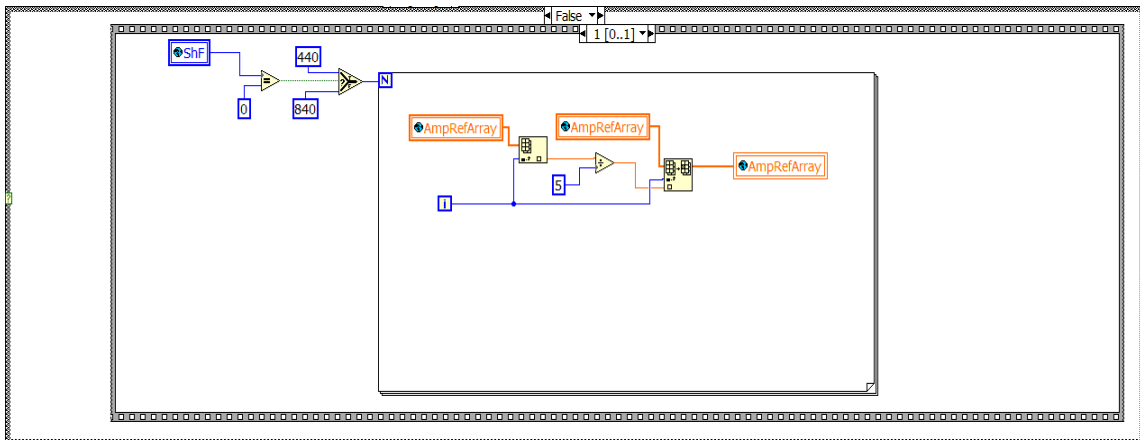 False
1 [0..1]
ShF
440
=
?
N
0
840
AmpRefArray
AmpRefArray
÷
AmpRefArray
5
i
?